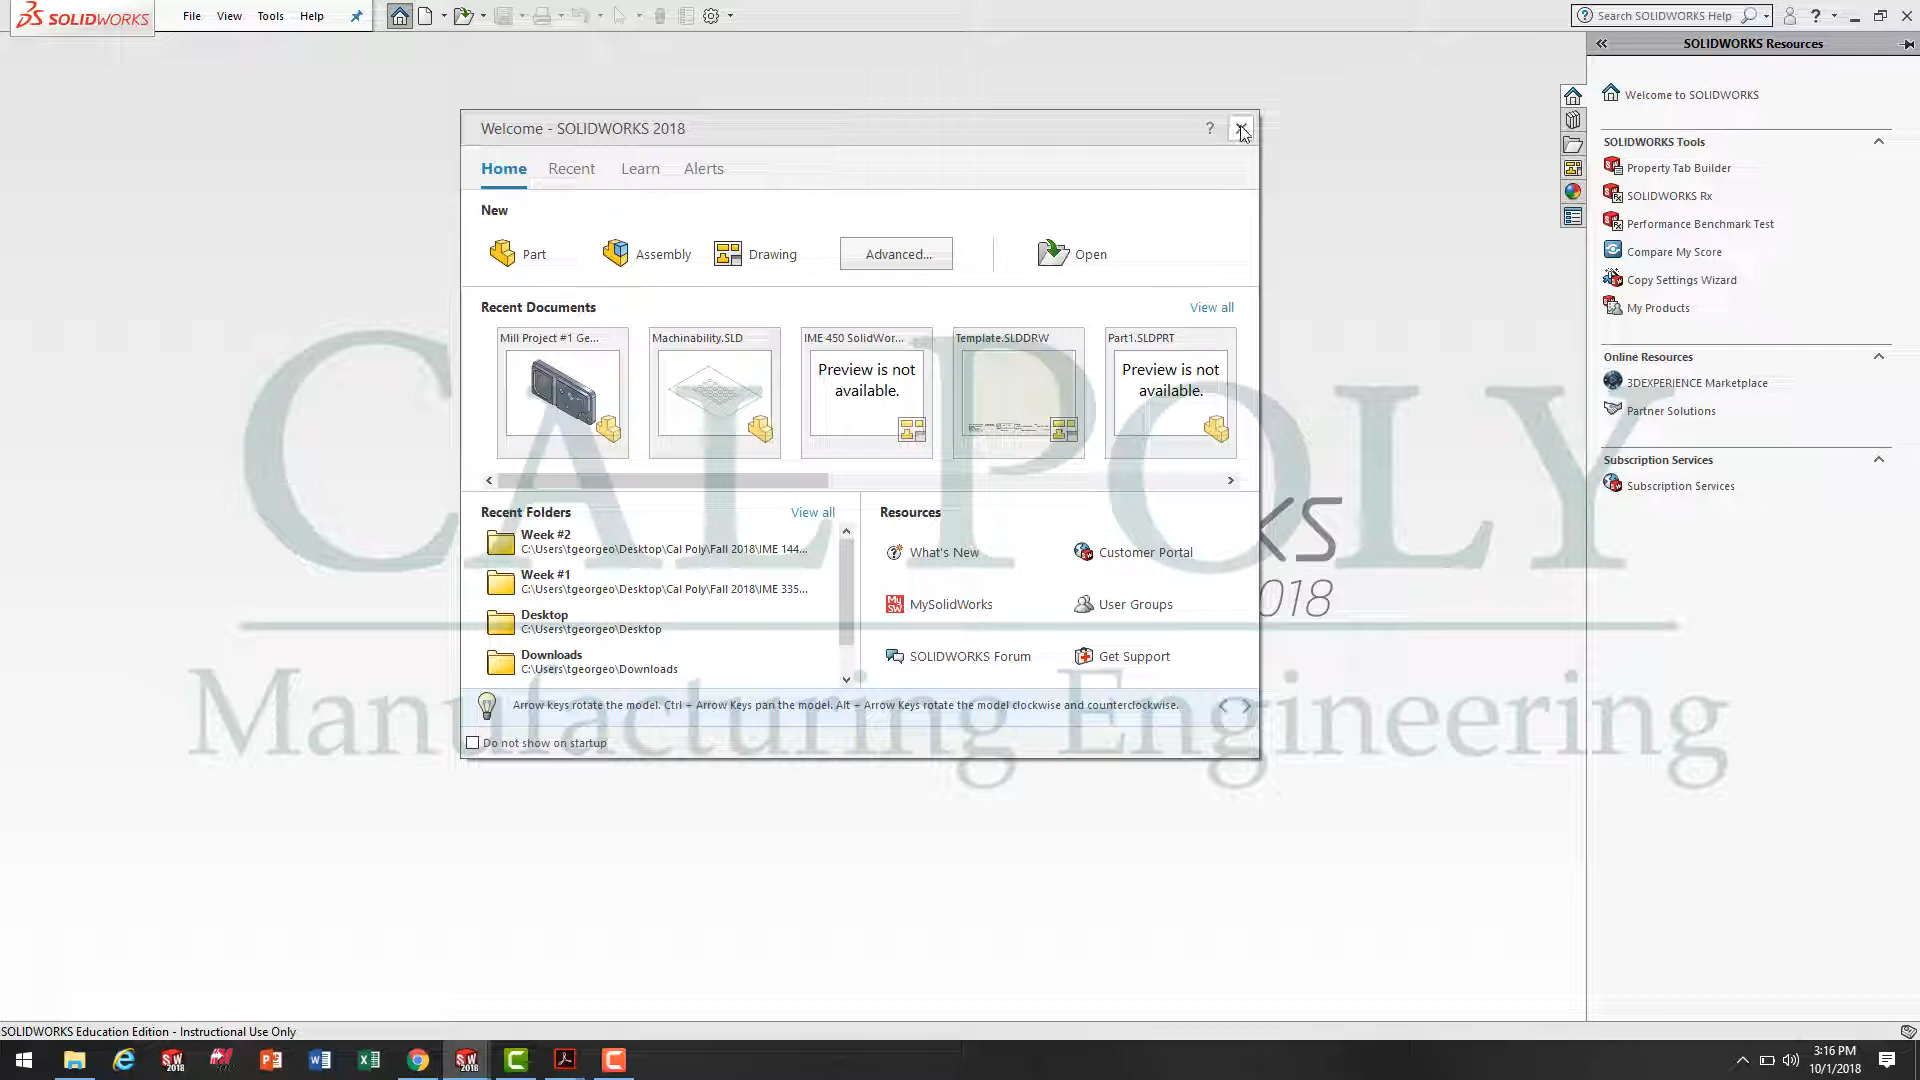 SOLIDWORKS
File View Tools Help
Search SOLIDWORKS Help
SOLIDWORKS Resources
Welcome to SOLIDWORKS
SOLIDWORKS Tools
Property Tab Builder
SOLIDWORKS Rx
Performance Benchmark Test
Compare My Score
Copy Settings Wizard
My Products
Online Resources
3DEXPERIENCE Marketplace
Partner Solutions
Subscription Services
Subscription Services
Welcome - SOLIDWORKS 2018
Home Recent Learn Alerts
New
Part Assembly Drawing Advanced... Open
Recent Documents View all
Mill Project #1 Ge... Machinability.SLD IME 450 SolidWor... Template.SLDDRW Part1.SLDPRT
Preview is not available.
Preview is not available.
Recent Folders View all
Week #2
C:\Users\tgeorgeo\Desktop\Cal Poly\Fall 2018\IME 144...
Week #1
C:\Users\tgeorgeo\Desktop\Cal Poly\Fall 2018\IME 335...
Desktop
C:\Users\tgeorgeo\Desktop
Downloads
C:\Users\tgeorgeo\Downloads
Resources
What's New Customer Portal
MySolidWorks User Groups
SOLIDWORKS Forum Get Support
Arrow keys rotate the model. Ctrl + Arrow Keys pan the model. Alt + Arrow Keys rotate the model clockwise and counterclockwise.
Do not show on startup
KS
2018
CAL POLY
Manufacturing Engineering
SOLIDWORKS Education Edition - Instructional Use Only
3:16 PM
10/1/2018